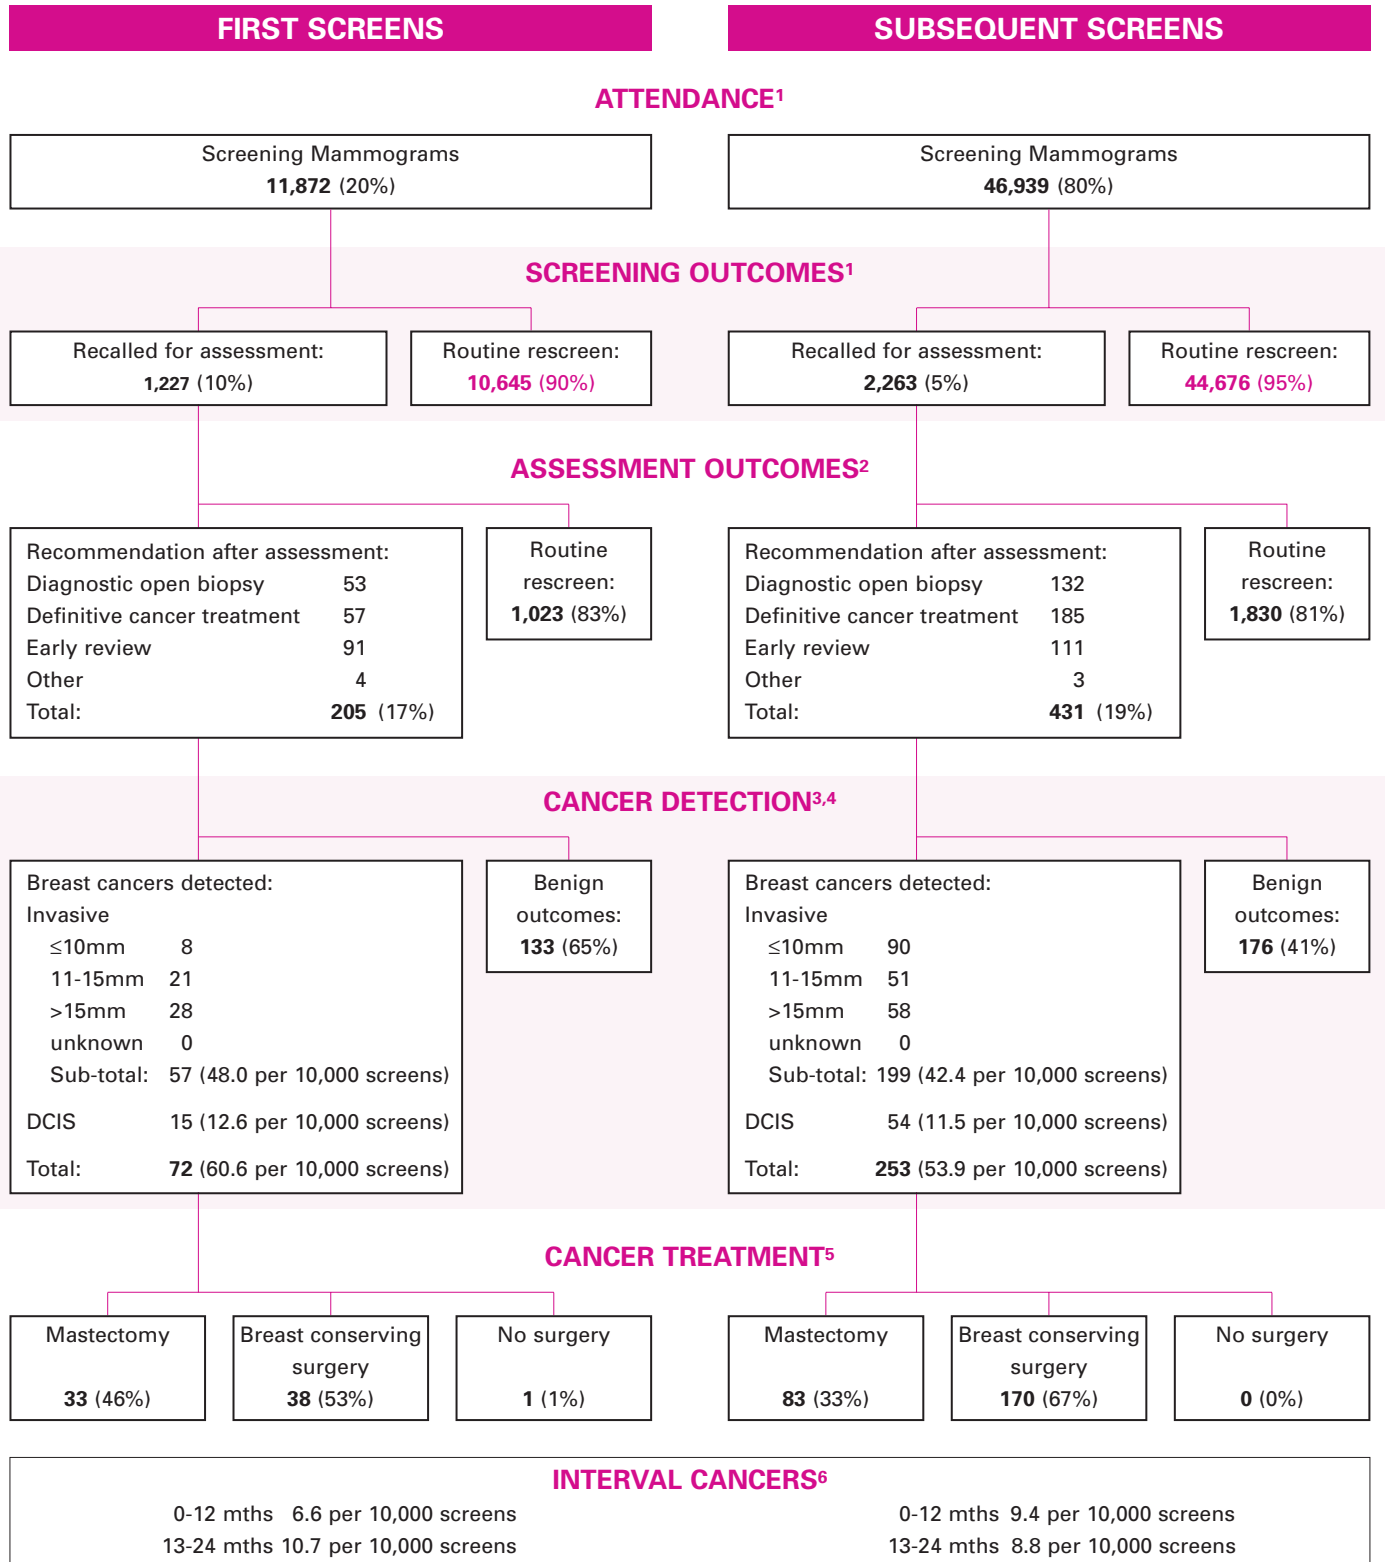 FIRST SCREENS
SUBSEQUENT SCREENS
ATTENDANCE¹
Screening Mammograms
11,872 (20%)
Screening Mammograms
46,939 (80%)
SCREENING OUTCOMES¹
Recalled for assessment:
1,227 (10%)
Routine rescreen:
10,645 (90%)
Recalled for assessment:
2,263 (5%)
Routine rescreen:
44,676 (95%)
ASSESSMENT OUTCOMES²
Recommendation after assessment:
Diagnostic open biopsy 53
Definitive cancer treatment 57
Early review 91
Other 4
Total: 205 (17%)
Routine
rescreen:
1,023 (83%)
Recommendation after assessment:
Diagnostic open biopsy 132
Definitive cancer treatment 185
Early review 111
Other 3
Total: 431 (19%)
Routine
rescreen:
1,830 (81%)
CANCER DETECTION³,⁴
Breast cancers detected:
Invasive
≤10mm 8
11-15mm 21
>15mm 28
unknown 0
Sub-total: 57 (48.0 per 10,000 screens)
DCIS 15 (12.6 per 10,000 screens)
Total: 72 (60.6 per 10,000 screens)
Benign
outcomes:
133 (65%)
Breast cancers detected:
Invasive
≤10mm 90
11-15mm 51
>15mm 58
unknown 0
Sub-total: 199 (42.4 per 10,000 screens)
DCIS 54 (11.5 per 10,000 screens)
Total: 253 (53.9 per 10,000 screens)
Benign
outcomes:
176 (41%)
CANCER TREATMENT⁵
Mastectomy
33 (46%)
Breast conserving
surgery
38 (53%)
No surgery
1 (1%)
Mastectomy
83 (33%)
Breast conserving
surgery
170 (67%)
No surgery
0 (0%)
INTERVAL CANCERS⁶
0-12 mths 6.6 per 10,000 screens
13-24 mths 10.7 per 10,000 screens
0-12 mths 9.4 per 10,000 screens
13-24 mths 8.8 per 10,000 screens